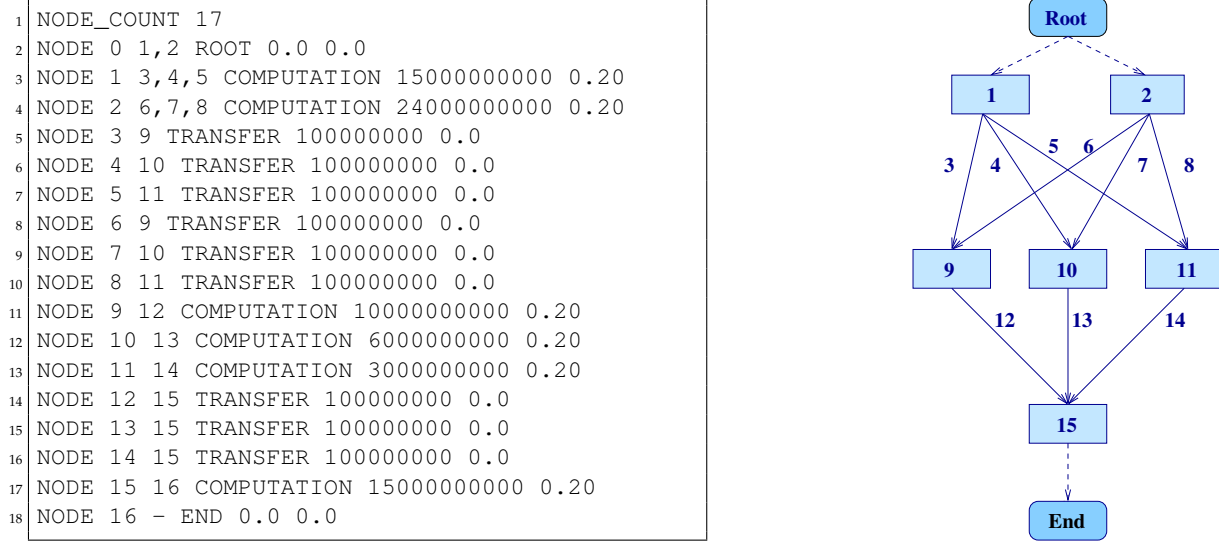 1 NODE_COUNT 17
2 NODE 0 1,2 ROOT 0.0 0.0
3 NODE 1 3,4,5 COMPUTATION 15000000000 0.20
4 NODE 2 6,7,8 COMPUTATION 24000000000 0.20
5 NODE 3 9 TRANSFER 100000000 0.0
6 NODE 4 10 TRANSFER 100000000 0.0
7 NODE 5 11 TRANSFER 100000000 0.0
8 NODE 6 9 TRANSFER 100000000 0.0
9 NODE 7 10 TRANSFER 100000000 0.0
10 NODE 8 11 TRANSFER 100000000 0.0
11 NODE 9 12 COMPUTATION 10000000000 0.20
12 NODE 10 13 COMPUTATION 6000000000 0.20
13 NODE 11 14 COMPUTATION 3000000000 0.20
14 NODE 12 15 TRANSFER 100000000 0.0
15 NODE 13 15 TRANSFER 100000000 0.0
16 NODE 14 15 TRANSFER 100000000 0.0
17 NODE 15 16 COMPUTATION 15000000000 0.20
18 NODE 16 - END 0.0 0.0
Root
1 2
3 4 5 6 7 8
9 10 11
12 13 14
15
End